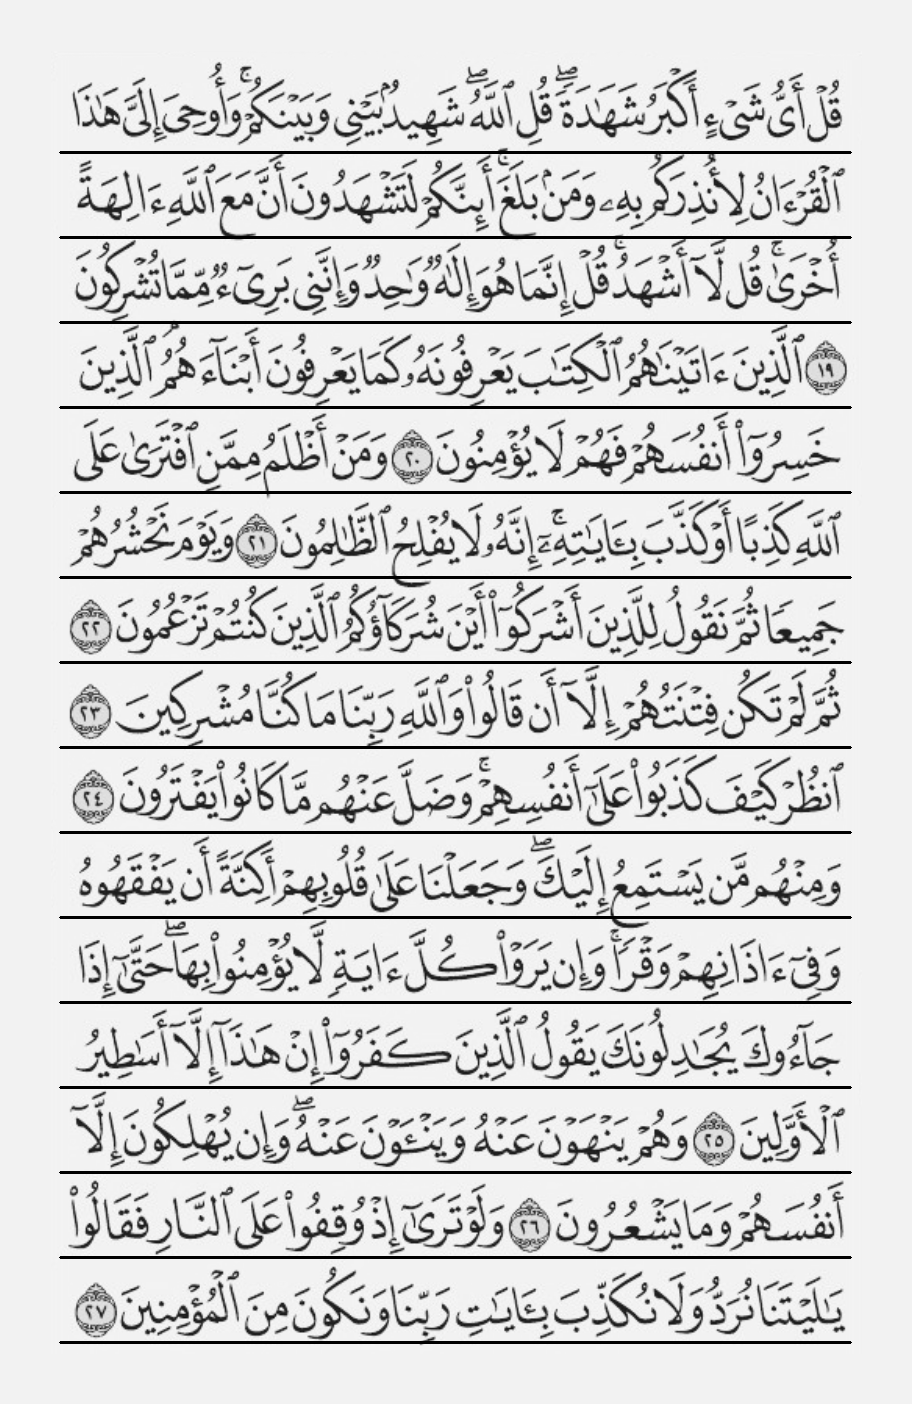 قُلْ أَىُّ شَىْءٍ أَكْبَرُ شَهَٰدَةًۖ قُلِ ٱللَّهُۖ شَهِيدُۢ بَيْنِى وَبَيْنَكُمْۚ وَأُوحِىَ إِلَىَّ هَٰذَا
ٱلْقُرْءَانُ لِأُنذِرَكُم بِهِۦ وَمَنۢ بَلَغَۚ أَئِنَّكُمْ لَتَشْهَدُونَ أَنَّ مَعَ ٱللَّهِ ءَالِهَةً
أُخْرَىٰۚ قُل لَّآ أَشْهَدُۚ قُلْ إِنَّمَا هُوَ إِلَٰهٌ وَٰحِدٌ وَإِنَّنِى بَرِىٓءٌ مِّمَّا تُشْرِكُونَ
١٩ ٱلَّذِينَ ءَاتَيْنَٰهُمُ ٱلْكِتَٰبَ يَعْرِفُونَهُۥ كَمَا يَعْرِفُونَ أَبْنَآءَهُمُۘ ٱلَّذِينَ
خَسِرُوٓا۟ أَنفُسَهُمْ فَهُمْ لَا يُؤْمِنُونَ ٢٠ وَمَنْ أَظْلَمُ مِمَّنِ ٱفْتَرَىٰ عَلَى
ٱللَّهِ كَذِبًا أَوْ كَذَّبَ بِـَٔايَٰتِهِۦٓۚ إِنَّهُۥ لَا يُفْلِحُ ٱلظَّٰلِمُونَ ٢١ وَيَوْمَ نَحْشُرُهُمْ
جَمِيعًا ثُمَّ نَقُولُ لِلَّذِينَ أَشْرَكُوٓا۟ أَيْنَ شُرَكَآؤُكُمُ ٱلَّذِينَ كُنتُمْ تَزْعُمُونَ ٢٢
ثُمَّ لَمْ تَكُن فِتْنَتُهُمْ إِلَّآ أَن قَالُوا۟ وَٱللَّهِ رَبِّنَا مَا كُنَّا مُشْرِكِينَ ٢٣
ٱنظُرْ كَيْفَ كَذَبُوا۟ عَلَىٰٓ أَنفُسِهِمْۚ وَضَلَّ عَنْهُم مَّا كَانُوا۟ يَفْتَرُونَ ٢٤
وَمِنْهُم مَّن يَسْتَمِعُ إِلَيْكَۖ وَجَعَلْنَا عَلَىٰ قُلُوبِهِمْ أَكِنَّةً أَن يَفْقَهُوهُ
وَفِىٓ ءَاذَانِهِمْ وَقْرًاۚ وَإِن يَرَوْا۟ كُلَّ ءَايَةٍ لَّا يُؤْمِنُوا۟ بِهَاۖ حَتَّىٰٓ إِذَا
جَآءُوكَ يُجَٰدِلُونَكَ يَقُولُ ٱلَّذِينَ كَفَرُوٓا۟ إِنْ هَٰذَآ إِلَّآ أَسَٰطِيرُ
ٱلْأَوَّلِينَ ٢٥ وَهُمْ يَنْهَوْنَ عَنْهُ وَيَنْـَٔوْنَ عَنْهُۖ وَإِن يُهْلِكُونَ إِلَّآ
أَنفُسَهُمْ وَمَا يَشْعُرُونَ ٢٦ وَلَوْ تَرَىٰٓ إِذْ وُقِفُوا۟ عَلَى ٱلنَّارِ فَقَالُوا۟
يَٰلَيْتَنَا نُرَدُّ وَلَا نُكَذِّبَ بِـَٔايَٰتِ رَبِّنَا وَنَكُونَ مِنَ ٱلْمُؤْمِنِينَ ٢٧